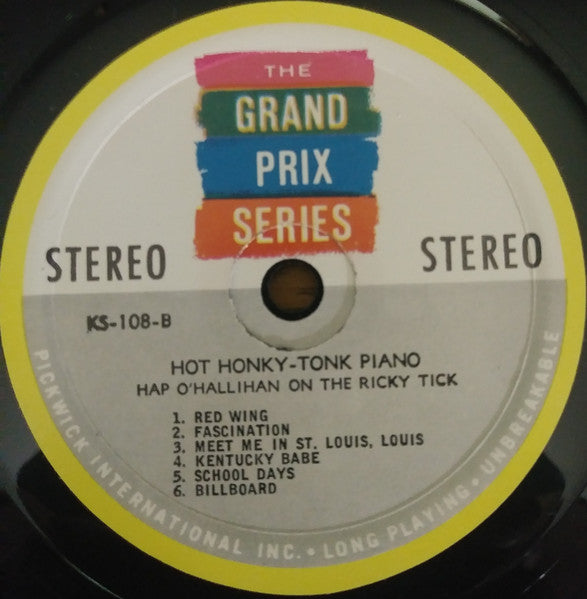 THE
GRAND
PRIX
SERIES
STEREO
STEREO
KS-108-B
HOT HONKY-TONK PIANO
HAP O'HALLIHAN ON THE RICKY TICK
1. RED WING
2. FASCINATION
3. MEET ME IN ST. LOUIS, LOUIS
4. KENTUCKY BABE
5. SCHOOL DAYS
6. BILLBOARD
PICKWICK INTERNATIONAL INC. • LONG PLAYING • UNBREAKABLE